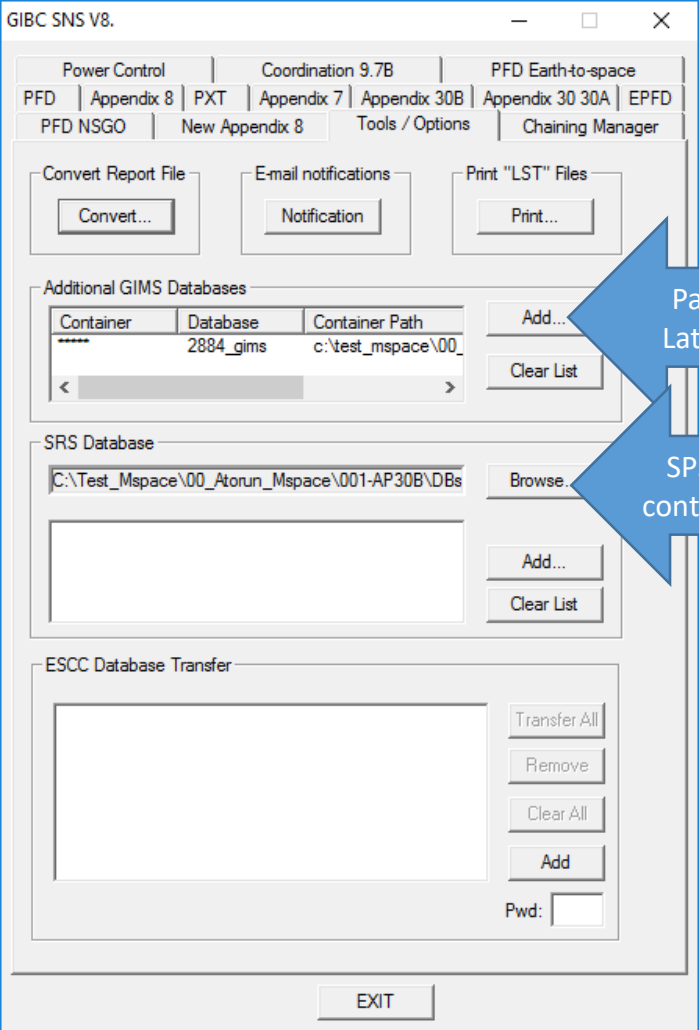 GIBC SNS V8.
Power Control Coordination 9.7B PFD Earth-to-space
PFD Appendix 8 PXT Appendix 7 Appendix 30B Appendix 30 30A EPFD
PFD NSGO New Appendix 8 Tools / Options Chaining Manager
Convert Report File E-mail notifications Print "LST" Files
Convert... Notification Print...
Additional GIMS Databases
Container Database Container Path Add...
***** 2884_gims c:\test_mspace\00_
Clear List
SRS Database
C:\Test_Mspace\00_Atorun_Mspace\001-AP30B\DBs Browse..
Add...
Clear List
ESCC Database Transfer
Transfer All
Remove
Clear All
Add
Pwd:
EXIT